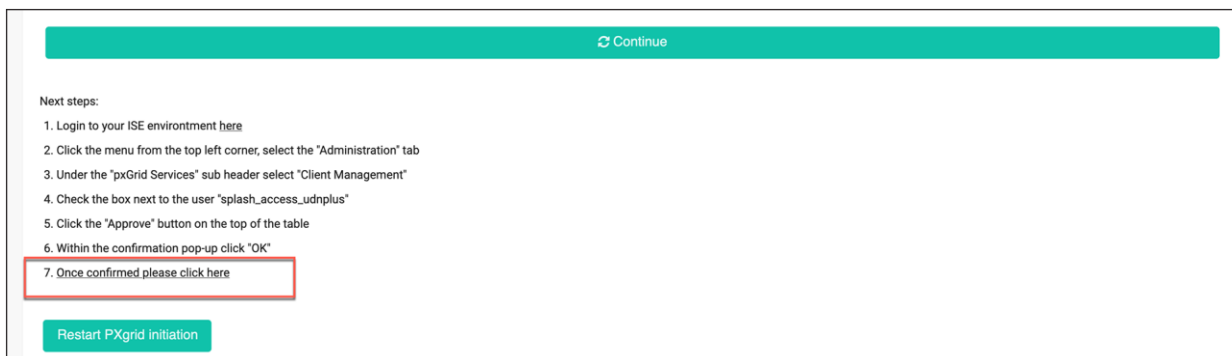 Continue
Next steps:
1. Login to your ISE environtment here
2. Click the menu from the top left corner, select the "Administration" tab
3. Under the "pxGrid Services" sub header select "Client Management"
4. Check the box next to the user "splash_access_udnplus"
5. Click the "Approve" button on the top of the table
6. Within the confirmation pop-up click "OK"
7. Once confirmed please click here
Restart PXgrid initiation